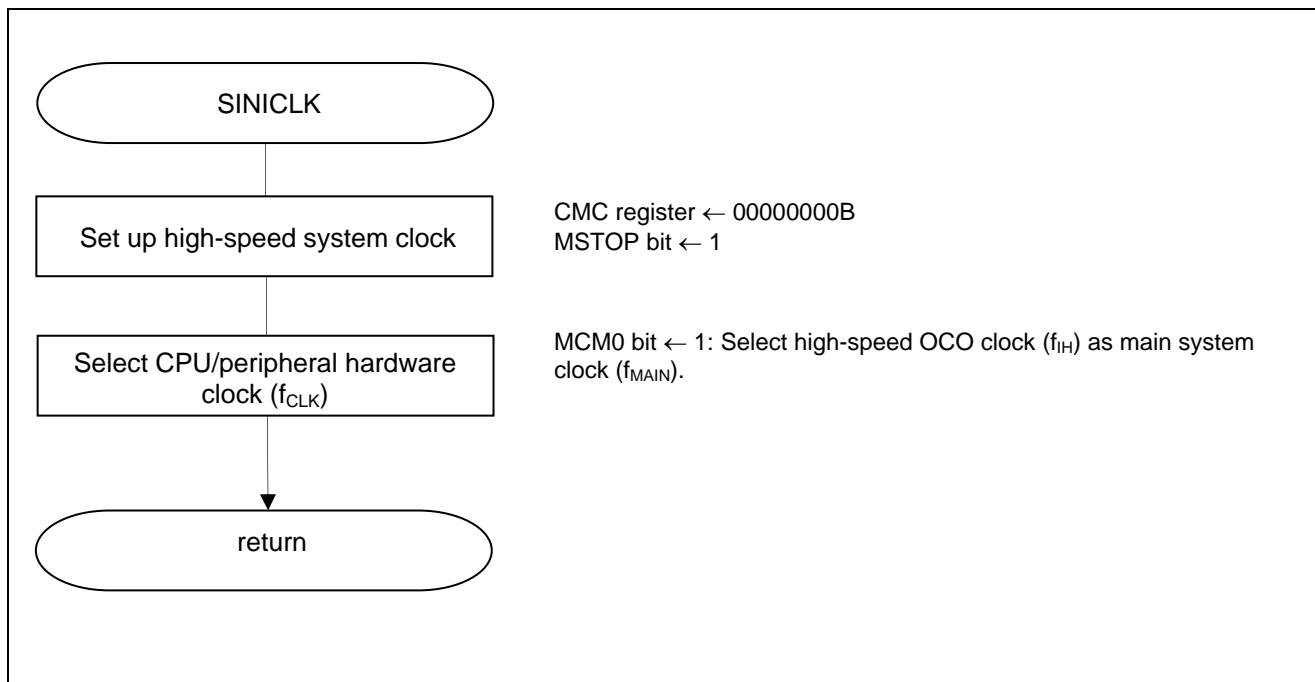 SINICLK
Set up high-speed system clock
CMC register ← 00000000B
MSTOP bit ← 1
Select CPU/peripheral hardware
clock (fCLK)
MCM0 bit ← 1: Select high-speed OCO clock (fIH) as main system
clock (fMAIN).
return